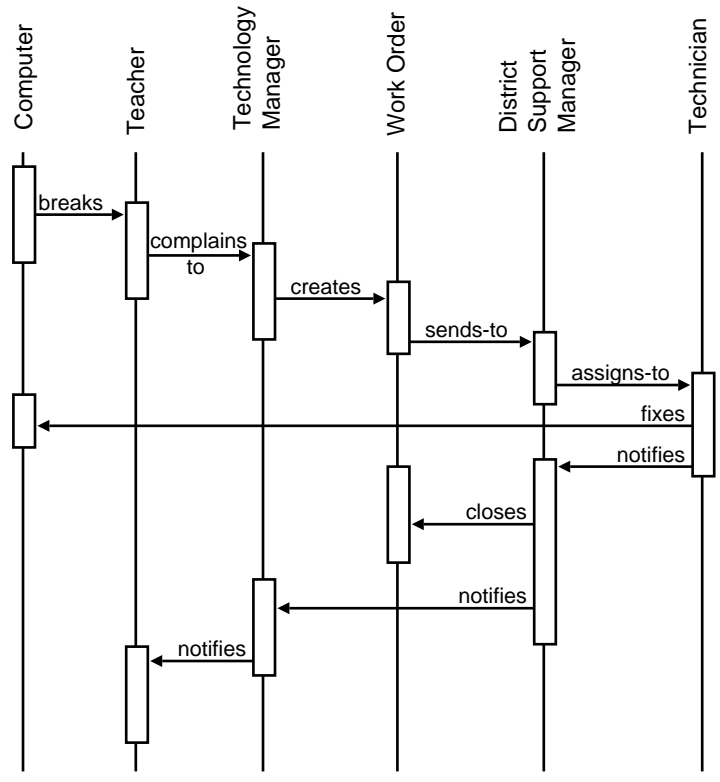 Computer
Teacher
Technology
Manager
Work Order
District
Support
Manager
Technician
breaks
complains
to
creates
sends-to
assigns-to
fixes
notifies
closes
notifies
notifies